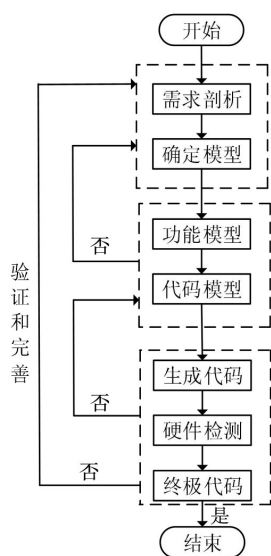 开始
需求剖析
确定模型
否
功能模型
代码模型
验证和完善
生成代码
否
硬件检测
否
终极代码
是
结束